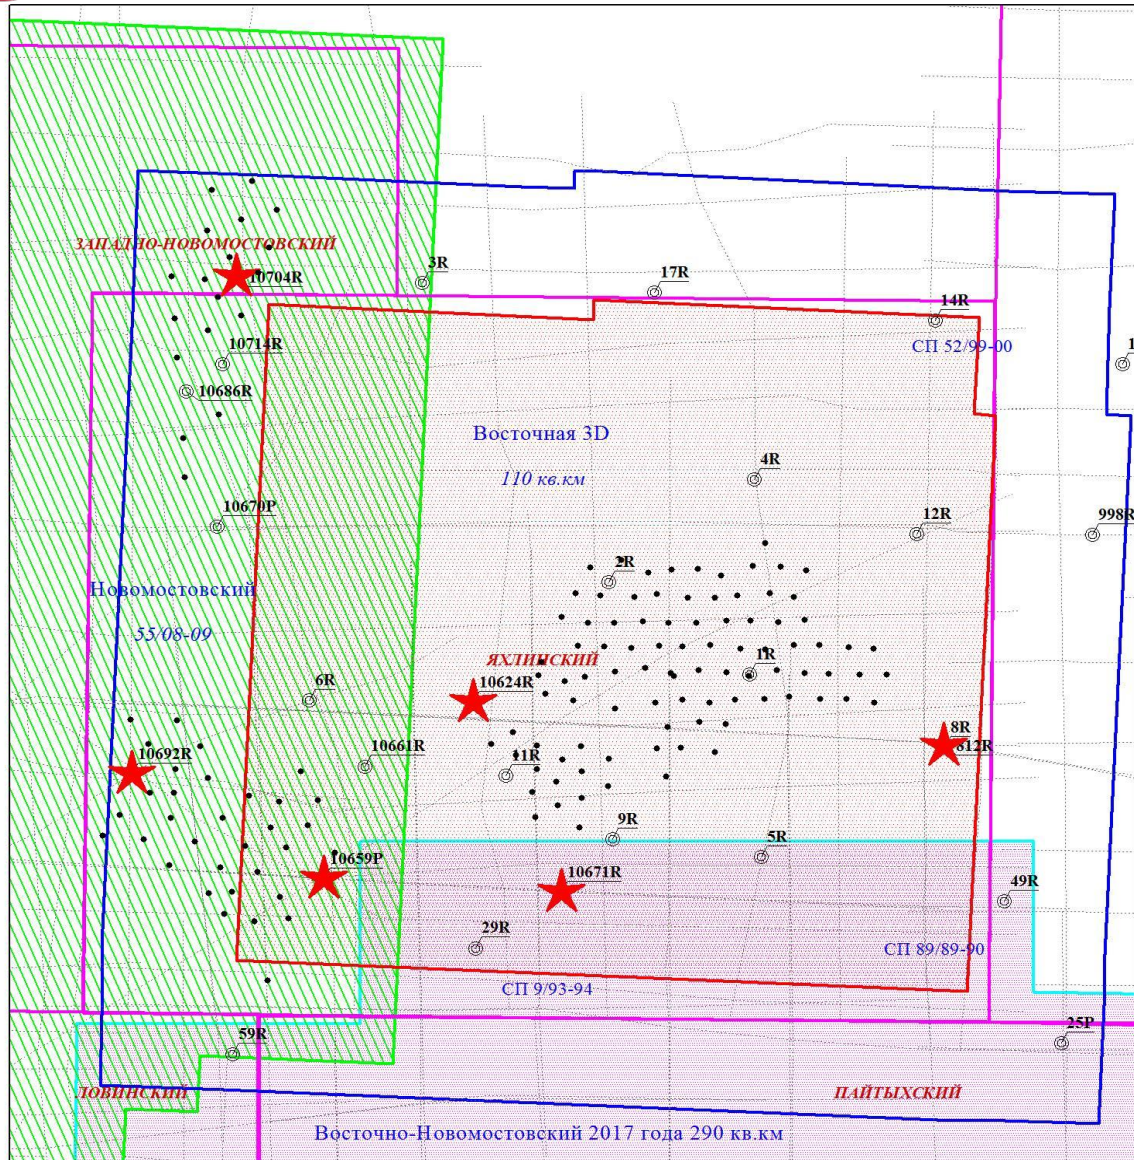 ЗАПАДНО-НОВОМОСТОВСКИЙ
3R
10704R
17R
14R
СП 52/99-00
10714R
1
10686R
Восточная 3D
4R
110 кв.км
10670P
12R
998R
2R
Новомостовский
55/08-09
ЯХЛИНСКИЙ
1R
6R
10624R
8R
812R
10692R
10661R
11R
9R
5R
10659P
10671R
49R
29R
СП 89/89-90
СП 9/93-94
59R
25P
ЛОВИНСКИЙ
ПАЙТЫХСКИЙ
Восточно-Новомостовский 2017 года 290 кв.км